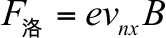 F洛 = evnxB